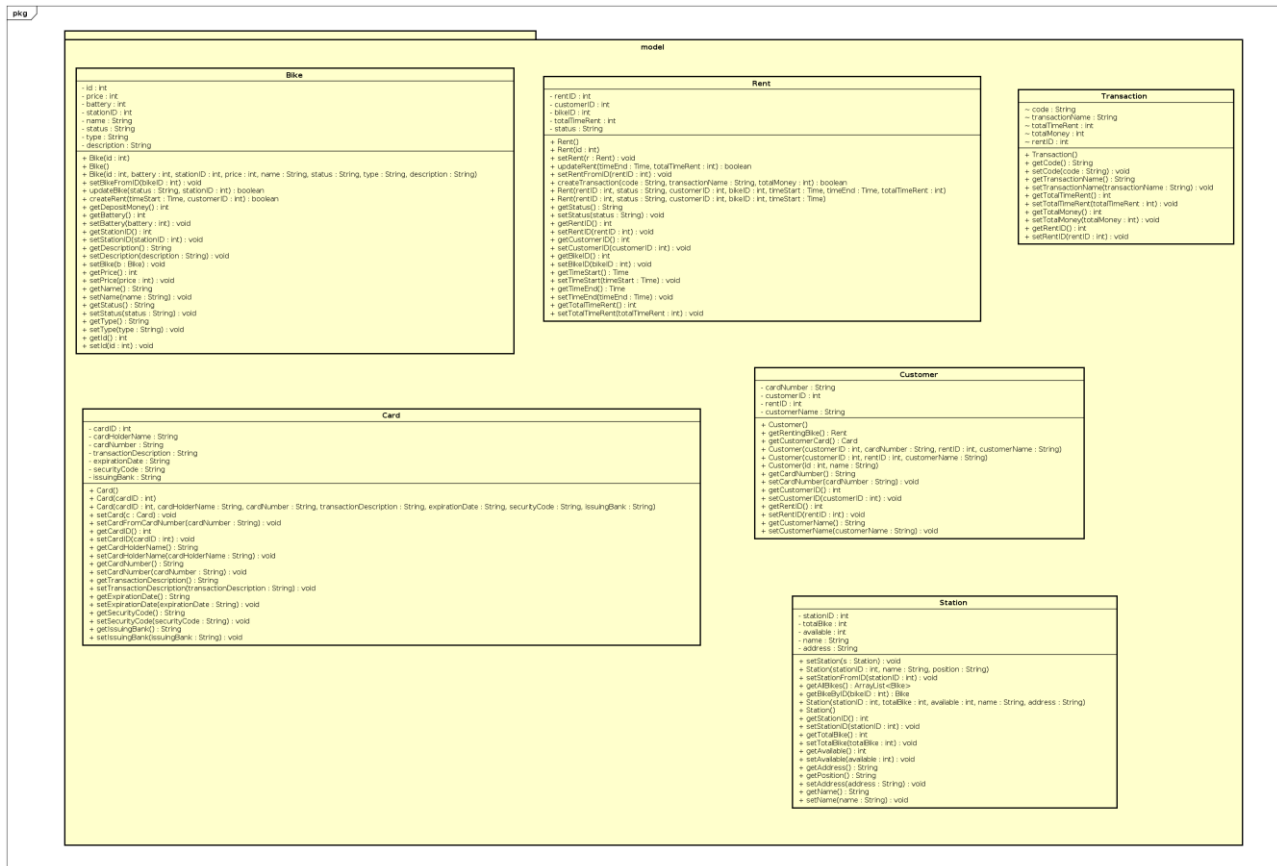 pkg
model
Bike
- id : int
- price : int
- battery : int
- stationID : int
- name : String
- status : String
- type : String
- description : String
+ Bike(id : int)
+ Bike()
+ Bike(id : int, battery : int, stationID : int, price : int, name : String, status : String, type : String, description : String)
+ setBikeFromID(bikeID : int) : void
+ updateBike(status : String, stationID : int) : boolean
+ createRent(timeStart : Time, customerID : int) : boolean
+ getDepositMoney() : int
+ getBattery() : int
+ setBattery(battery : int) : void
+ getStationID() : int
+ setStationID(stationID : int) : void
+ getDescription() : String
+ setDescription(description : String) : void
+ setBike(b : Bike) : void
+ getPrice() : int
+ setPrice(price : int) : void
+ getName() : String
+ setName(name : String) : void
+ getStatus() : String
+ setStatus(status : String) : void
+ getType() : String
+ setType(type : String) : void
+ getId() : int
+ setId(id : int) : void
Rent
- rentID : int
- customerID : int
- bikeID : int
- totalTimeRent : int
- status : String
+ Rent()
+ Rent(id : int)
+ setRent(r : Rent) : void
+ updateRent(timeEnd : Time, totalTimeRent : int) : boolean
+ setRentFromID(rentID : int) : void
+ createTransaction(code : String, transactionName : String, totalMoney : int) : boolean
+ Rent(rentID : int, status : String, customerID : int, bikeID : int, timeStart : Time, timeEnd : Time, totalTimeRent : int)
+ Rent(rentID : int, status : String, customerID : int, bikeID : int, timeStart : Time)
+ getStatus() : String
+ setStatus(status : String) : void
+ getRentID() : int
+ setRentID(rentID : int) : void
+ getCustomerID() : int
+ setCustomerID(customerID : int) : void
+ getBikeID() : int
+ setBikeID(bikeID : int) : void
+ getTimeStart() : Time
+ setTimeStart(timeStart : Time) : void
+ getTimeEnd() : Time
+ setTimeEnd(timeEnd : Time) : void
+ getTotalTimeRent() : int
+ setTotalTimeRent(totalTimeRent : int) : void
Transaction
~ code : String
~ transactionName : String
~ totalTimeRent : int
~ totalMoney : int
~ rentID : int
+ Transaction()
+ getCode() : String
+ setCode(code : String) : void
+ getTransactionName() : String
+ setTransactionName(transactionName : String) : void
+ getTotalTimeRent() : int
+ setTotalTimeRent(totalTimeRent : int) : void
+ getTotalMoney() : int
+ setTotalMoney(totalMoney : int) : void
+ getRentID() : int
+ setRentID(rentID : int) : void
Customer
- cardNumber : String
- customerID : int
- rentID : int
- customerName : String
+ Customer()
+ getRentingBike() : Rent
+ getCustomerCard() : Card
+ Customer(customerID : int, cardNumber : String, rentID : int, customerName : String)
+ Customer(customerID : int, rentID : int, customerName : String)
+ Customer(id : int, name : String)
+ getCardNumber() : String
+ setCardNumber(cardNumber : String) : void
+ getCustomerID() : int
+ setCustomerID(customerID : int) : void
+ getRentID() : int
+ setRentID(rentID : int) : void
+ getCustomerName() : String
+ setCustomerName(customerName : String) : void
Card
- cardID : int
- cardHolderName : String
- cardNumber : String
- transactionDescription : String
- expirationDate : String
- securityCode : String
- issuingBank : String
+ Card()
+ Card(cardID : int)
+ Card(cardID : int, cardHolderName : String, cardNumber : String, transactionDescription : String, expirationDate : String, securityCode : String, issuingBank : String)
+ setCard(c : Card) : void
+ setCardFromCardNumber(cardNumber : String) : void
+ getCardID() : int
+ setCardID(cardID : int) : void
+ getCardHolderName() : String
+ setCardHolderName(cardHolderName : String) : void
+ getCardNumber() : String
+ setCardNumber(cardNumber : String) : void
+ getTransactionDescription() : String
+ setTransactionDescription(transactionDescription : String) : void
+ getExpirationDate() : String
+ setExpirationDate(expirationDate : String) : void
+ getSecurityCode() : String
+ setSecurityCode(securityCode : String) : void
+ getIssuingBank() : String
+ setIssuingBank(issuingBank : String) : void
Station
- stationID : int
- totalBike : int
- available : int
- name : String
- address : String
+ setStation(s : Station) : void
+ Station(stationID : int, name : String, position : String)
+ setStationFromID(stationID : int) : void
+ getAllBikes() : ArrayList<Bike>
+ getBikeByID(bikeID : int) : Bike
+ Station(stationID : int, totalBike : int, available : int, name : String, address : String)
+ Station()
+ getStationID() : int
+ setStationID(stationID : int) : void
+ getTotalBike() : int
+ setTotalBike(totalBike : int) : void
+ getAvailable() : int
+ setAvailable(available : int) : void
+ getAddress() : String
+ getPosition() : String
+ setAddress(address : String) : void
+ getName() : String
+ setName(name : String) : void